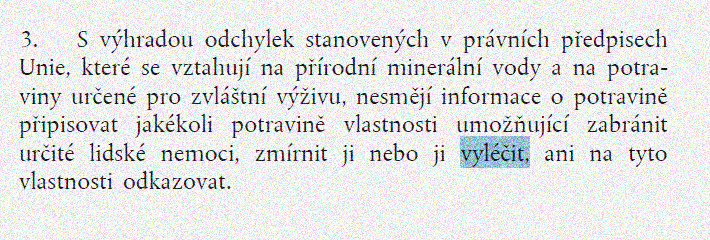 3. S výhradou odchylek stanovených v právních předpisech
Unie, které se vztahují na přírodní minerální vody a na potra-
viny určené pro zvláštní výživu, nesmějí informace o potravině
připisovat jakékoli potravině vlastnosti umožňující zabránit
určité lidské nemoci, zmírnit ji nebo ji vyléčit, ani na tyto
vlastnosti odkazovat.